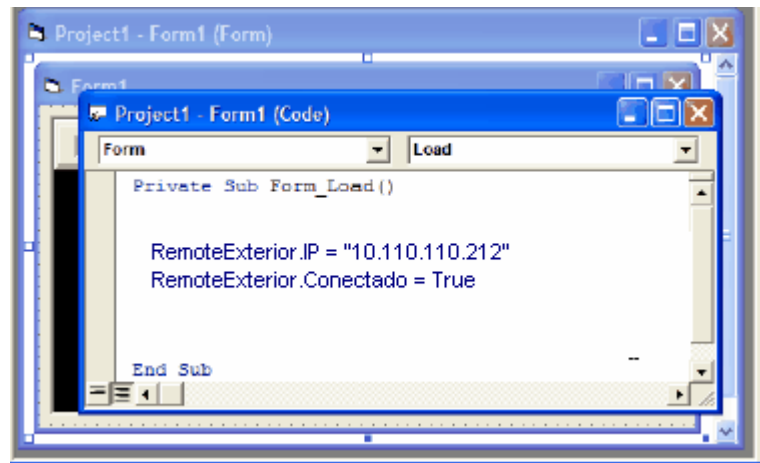 Project1 - Form1 (Form)
Form1
Project1 - Form1 (Code)
Form
Load
Private Sub Form_Load()
RemoteExterior.IP = "10.110.110.212"
RemoteExterior.Conectado = True
End Sub